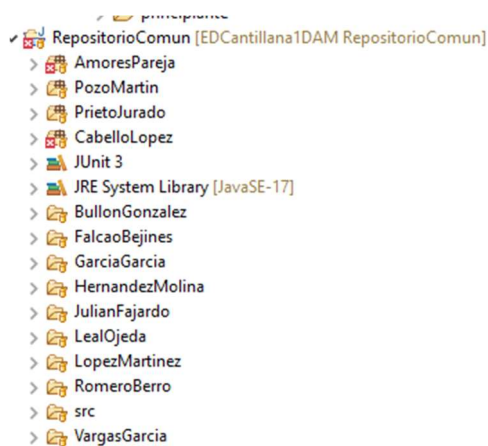 principiante
RepositorioComun [EDCantillana1DAM RepositorioComun]
AmoresPareja
PozoMartin
PrietoJurado
CabelloLopez
JUnit 3
JRE System Library [JavaSE-17]
BullonGonzalez
FalcaoBejines
GarciaGarcia
HernandezMolina
JulianFajardo
LealOjeda
LopezMartinez
RomeroBerro
src
VargasGarcia